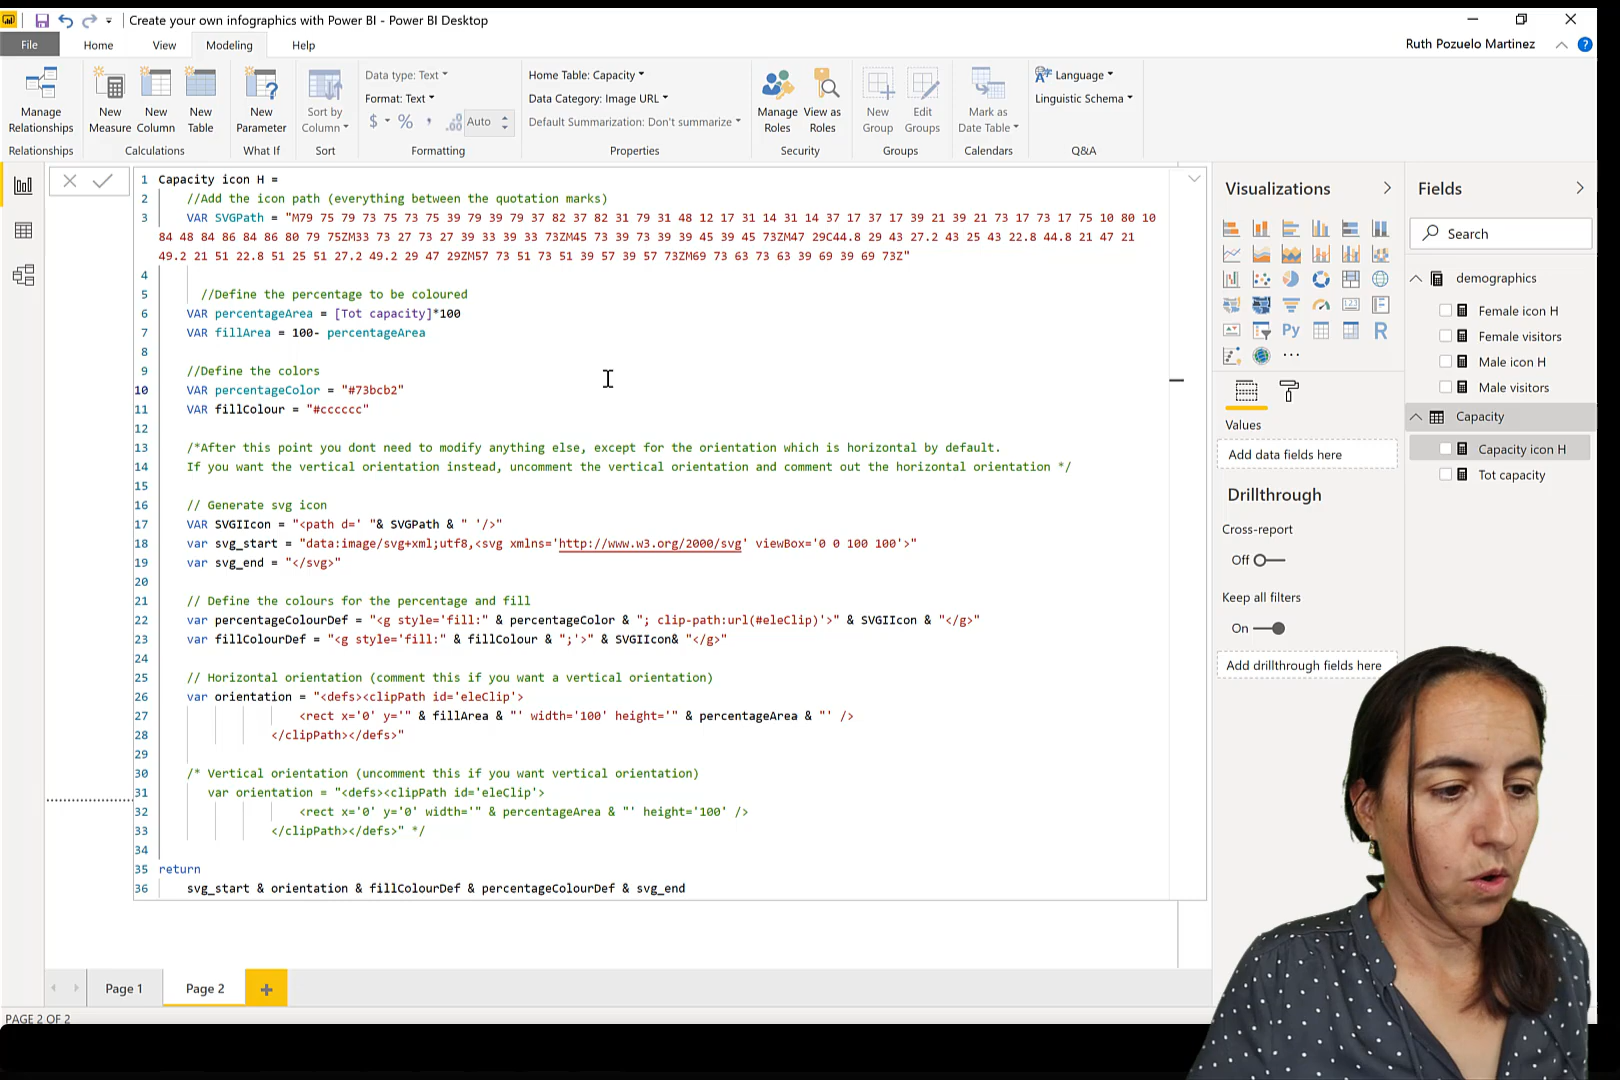 Create your own infographics with Power BI - Power BI Desktop
File
Home
View
Modeling
Help
Ruth Pozuelo Martinez
Manage
Relationships
Relationships
New
Measure
New
Column
New
Table
Calculations
New
Parameter
What If
Sort by
Column
Sort
Data type: Text
Format: Text
$ % , Auto
Formatting
Home Table: Capacity
Data Category: Image URL
Default Summarization: Don't summarize
Properties
Manage
Roles
View as
Roles
Security
New
Group
Edit
Groups
Groups
Mark as
Date Table
Calendars
Language
Linguistic Schema
Q&A
1 Capacity icon H =
2 //Add the icon path (everything between the quotation marks)
3 VAR SVGPath = "M79 75 79 73 75 73 75 39 79 39 79 37 82 37 82 31 79 31 48 12 17 31 14 31 14 37 17 37 17 39 21 39 21 73 17 73 17 75 10 80 10
84 48 84 86 84 86 80 79 75ZM33 73 27 73 27 39 33 39 33 73ZM45 73 39 73 39 39 45 39 45 73ZM47 29C44.8 29 43 27.2 43 25 43 22.8 44.8 21 47 21
49.2 21 51 22.8 51 25 51 27.2 49.2 29 47 29ZM57 73 51 73 51 39 57 39 57 73ZM69 73 63 73 63 39 69 39 69 73Z"
4
5 //Define the percentage to be coloured
6 VAR percentageArea = [Tot capacity]*100
7 VAR fillArea = 100- percentageArea
8
9 //Define the colors
10 VAR percentageColor = "#73bcb2"
11 VAR fillColour = "#cccccc"
12
13 /*After this point you dont need to modify anything else, except for the orientation which is horizontal by default.
14 If you want the vertical orientation instead, uncomment the vertical orientation and comment out the horizontal orientation */
15
16 // Generate svg icon
17 VAR SVGIIcon = "<path d=' "& SVGPath & " '/>"
18 var svg_start = "data:image/svg+xml;utf8,<svg xmlns='http://www.w3.org/2000/svg' viewBox='0 0 100 100'>"
19 var svg_end = "</svg>"
20
21 // Define the colours for the percentage and fill
22 var percentageColourDef = "<g style='fill:" & percentageColor & "; clip-path:url(#eleClip)'>" & SVGIIcon & "</g>"
23 var fillColourDef = "<g style='fill:" & fillColour & ";'>" & SVGIIcon& "</g>"
24
25 // Horizontal orientation (comment this if you want a vertical orientation)
26 var orientation = "<defs><clipPath id='eleClip'>
27 <rect x='0' y='" & fillArea & "' width='100' height='" & percentageArea & "' />
28 </clipPath></defs>"
29
30 /* Vertical orientation (uncomment this if you want vertical orientation)
31 var orientation = "<defs><clipPath id='eleClip'>
32 <rect x='0' y='0' width='" & percentageArea & "' height='100' />
33 </clipPath></defs>" */
34
35 return
36 svg_start & orientation & fillColourDef & percentageColourDef & svg_end
Visualizations
Py
R
...
Values
Add data fields here
Drillthrough
Cross-report
Off
Keep all filters
On
Add drillthrough fields here
Fields
Search
demographics
Female icon H
Female visitors
Male icon H
Male visitors
Capacity
Capacity icon H
Tot capacity
Page 1
Page 2
PAGE 2 OF 2